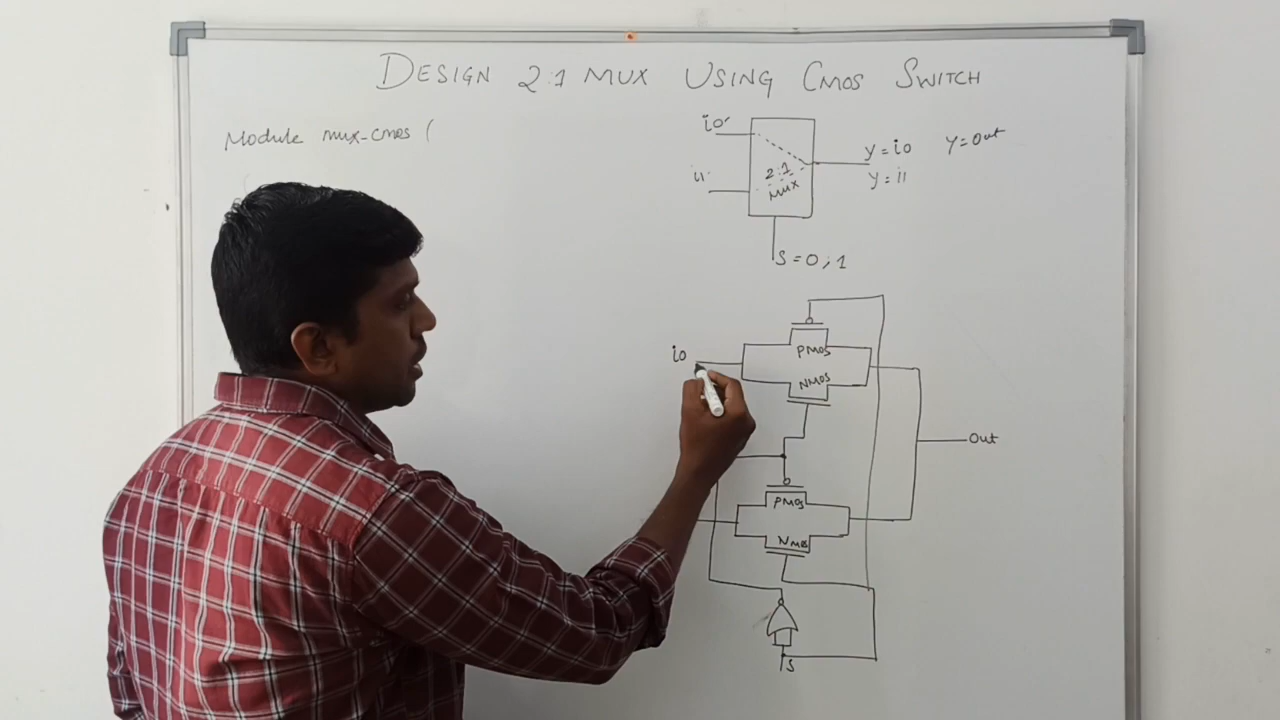 DESIGN 2:1 MUX USING CMOS SWITCH
Module mux-cmos (
i0
i1
2:1
MUX
y = i0
y = i1
Y = Out
S = 0 ; 1
i0
PMOS
NMOS
Out
PMOS
NMOS
S